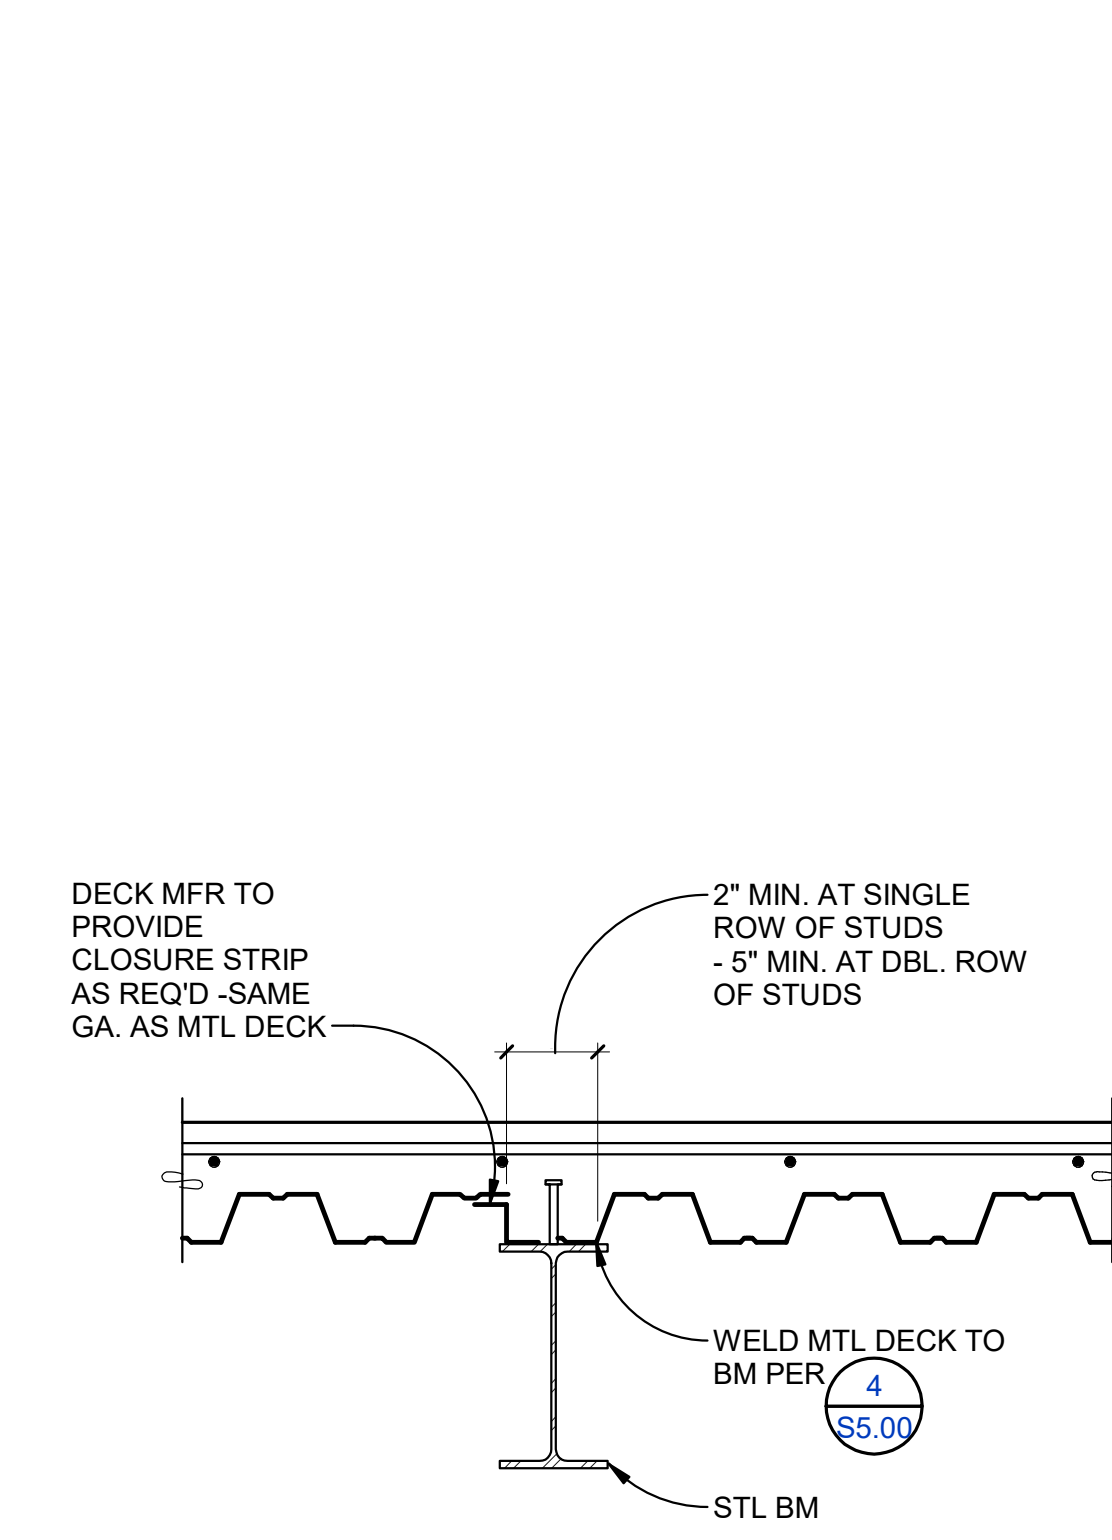 DECK MFR TO
PROVIDE
CLOSURE STRIP
AS REQ'D -SAME
GA. AS MTL DECK
2" MIN. AT SINGLE
ROW OF STUDS
- 5" MIN. AT DBL. ROW
OF STUDS
WELD MTL DECK TO
BM PER
4
S5.00
STL BM